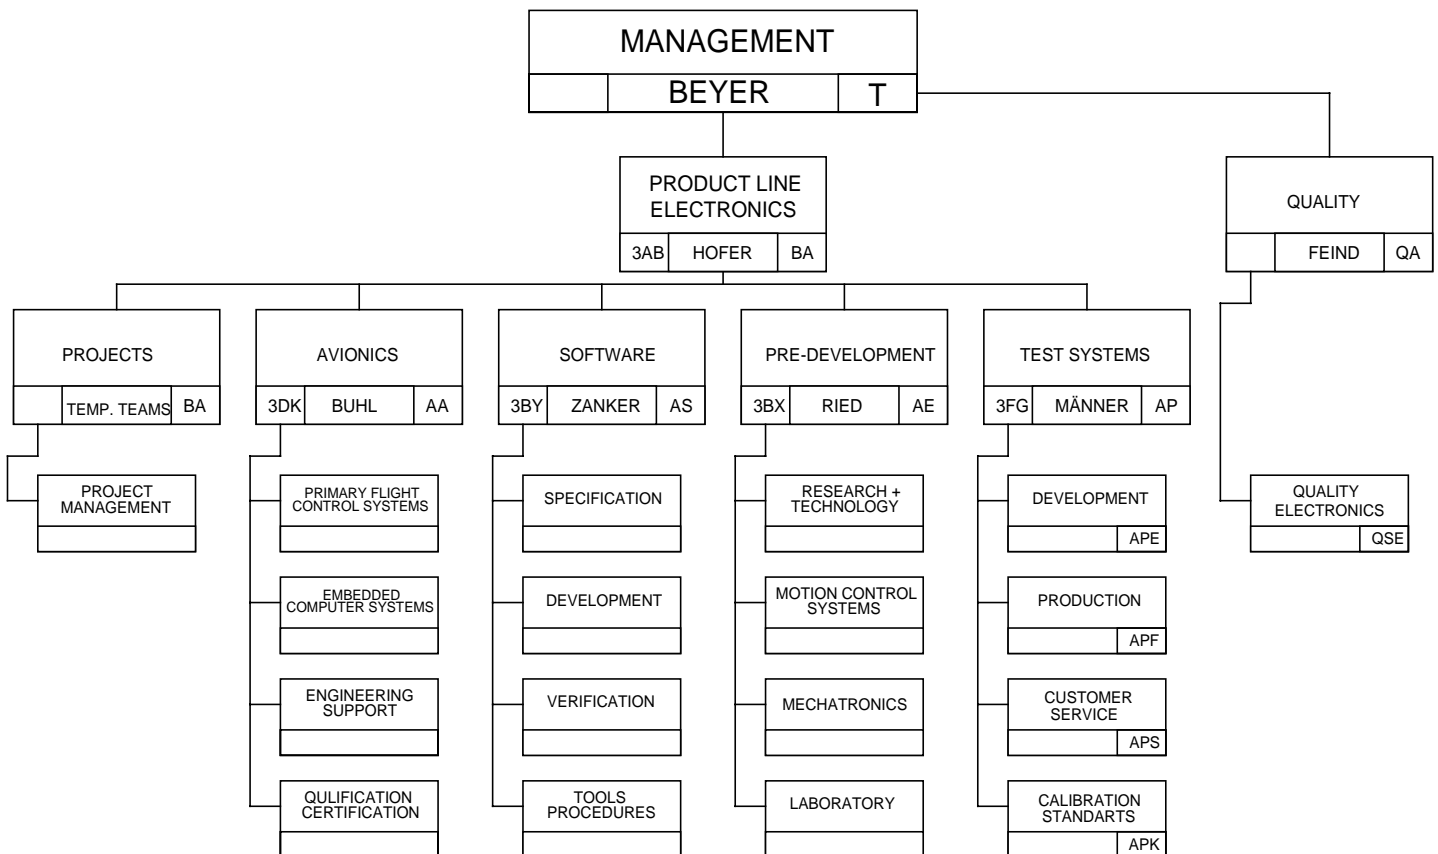 MANAGEMENT
BEYER T
PRODUCT LINE
ELECTRONICS
3AB HOFER BA
QUALITY
FEIND QA
PROJECTS
TEMP. TEAMS BA
AVIONICS
3DK BUHL AA
SOFTWARE
3BY ZANKER AS
PRE-DEVELOPMENT
3BX RIED AE
TEST SYSTEMS
3FG MÄNNER AP
PROJECT
MANAGEMENT
PRIMARY FLIGHT
CONTROL SYSTEMS
EMBEDDED
COMPUTER SYSTEMS
ENGINEERING
SUPPORT
QULIFICATION
CERTIFICATION
SPECIFICATION
DEVELOPMENT
VERIFICATION
TOOLS
PROCEDURES
RESEARCH +
TECHNOLOGY
MOTION CONTROL
SYSTEMS
MECHATRONICS
LABORATORY
DEVELOPMENT
APE
PRODUCTION
APF
CUSTOMER
SERVICE
APS
CALIBRATION
STANDARTS
APK
QUALITY
ELECTRONICS
QSE